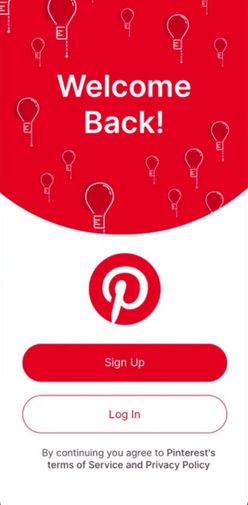 Welcome
Back!
Sign Up
Log In
By continuing you agree to Pinterest's
terms of Service and Privacy Policy